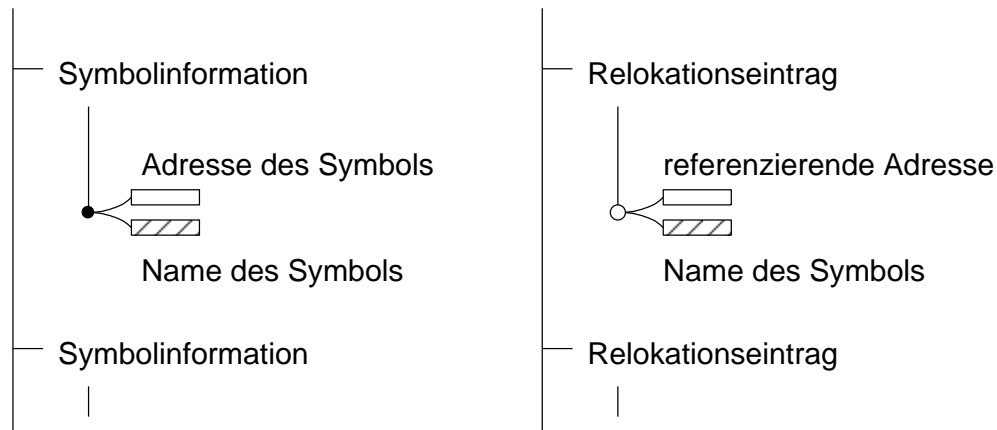 Symbolinformation
Adresse des Symbols
Name des Symbols
Symbolinformation
Relokationseintrag
referenzierende Adresse
Name des Symbols
Relokationseintrag